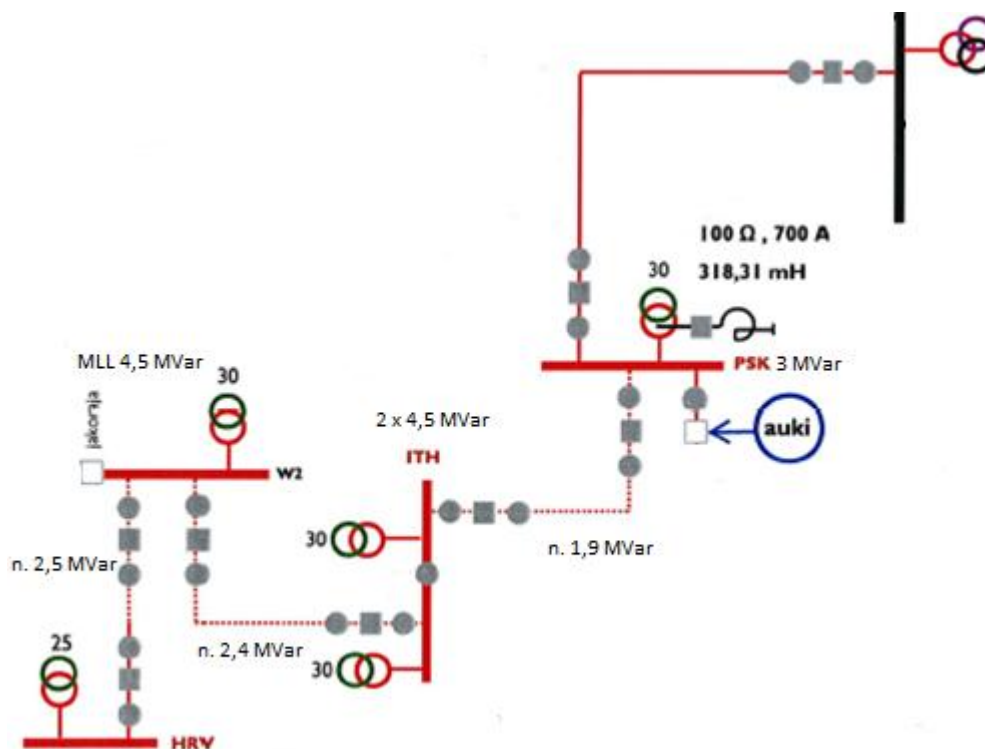 100 Ω , 700 A
318,31 mH
30
PSK 3 MVar
auki
MLL 4,5 MVar
30
jakorja
W2
2 x 4,5 MVar
ITH
30
n. 1,9 MVar
n. 2,5 MVar
n. 2,4 MVar
30
25
HRV